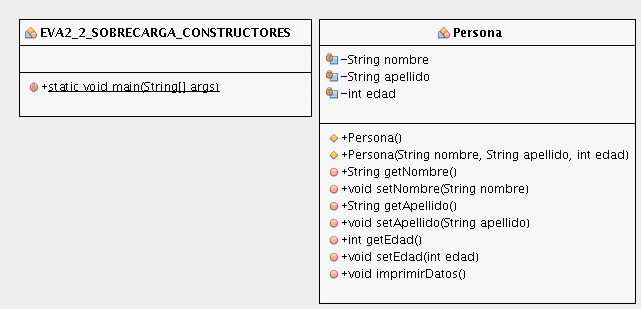 EVA2_2_SOBRECARGA_CONSTRUCTORES
+static void main(String[] args)
Persona
-String nombre
-String apellido
-int edad
+Persona()
+Persona(String nombre, String apellido, int edad)
+String getNombre()
+void setNombre(String nombre)
+String getApellido()
+void setApellido(String apellido)
+int getEdad()
+void setEdad(int edad)
+void imprimirDatos()